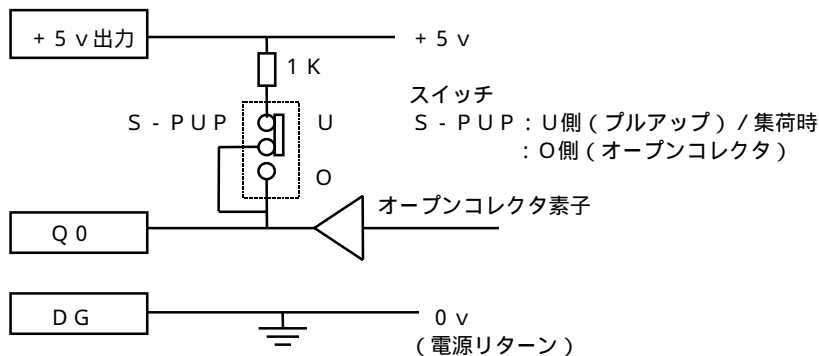 +5v出力
+5v
1K
スイッチ
S-PUP
U
S-PUP:U側(プルアップ)/集荷時
:O側(オープンコレクタ)
O
オープンコレクタ素子
Q0
DG
0v
(電源リターン)